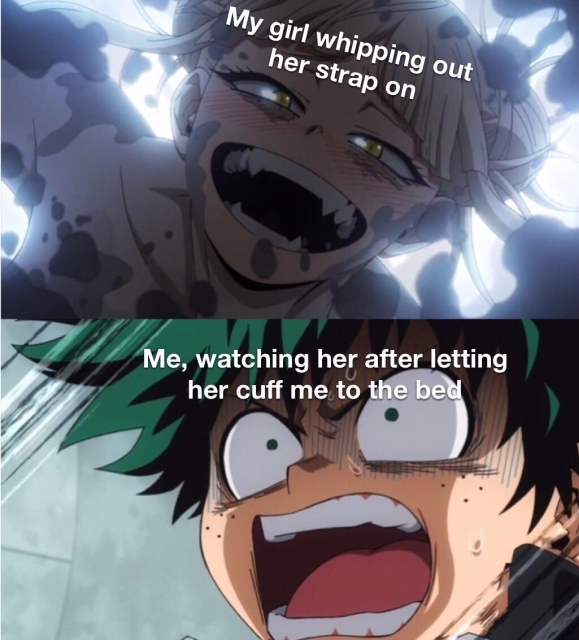 My girl whipping out
her strap on
Me, watching her after letting
her cuff me to the bed